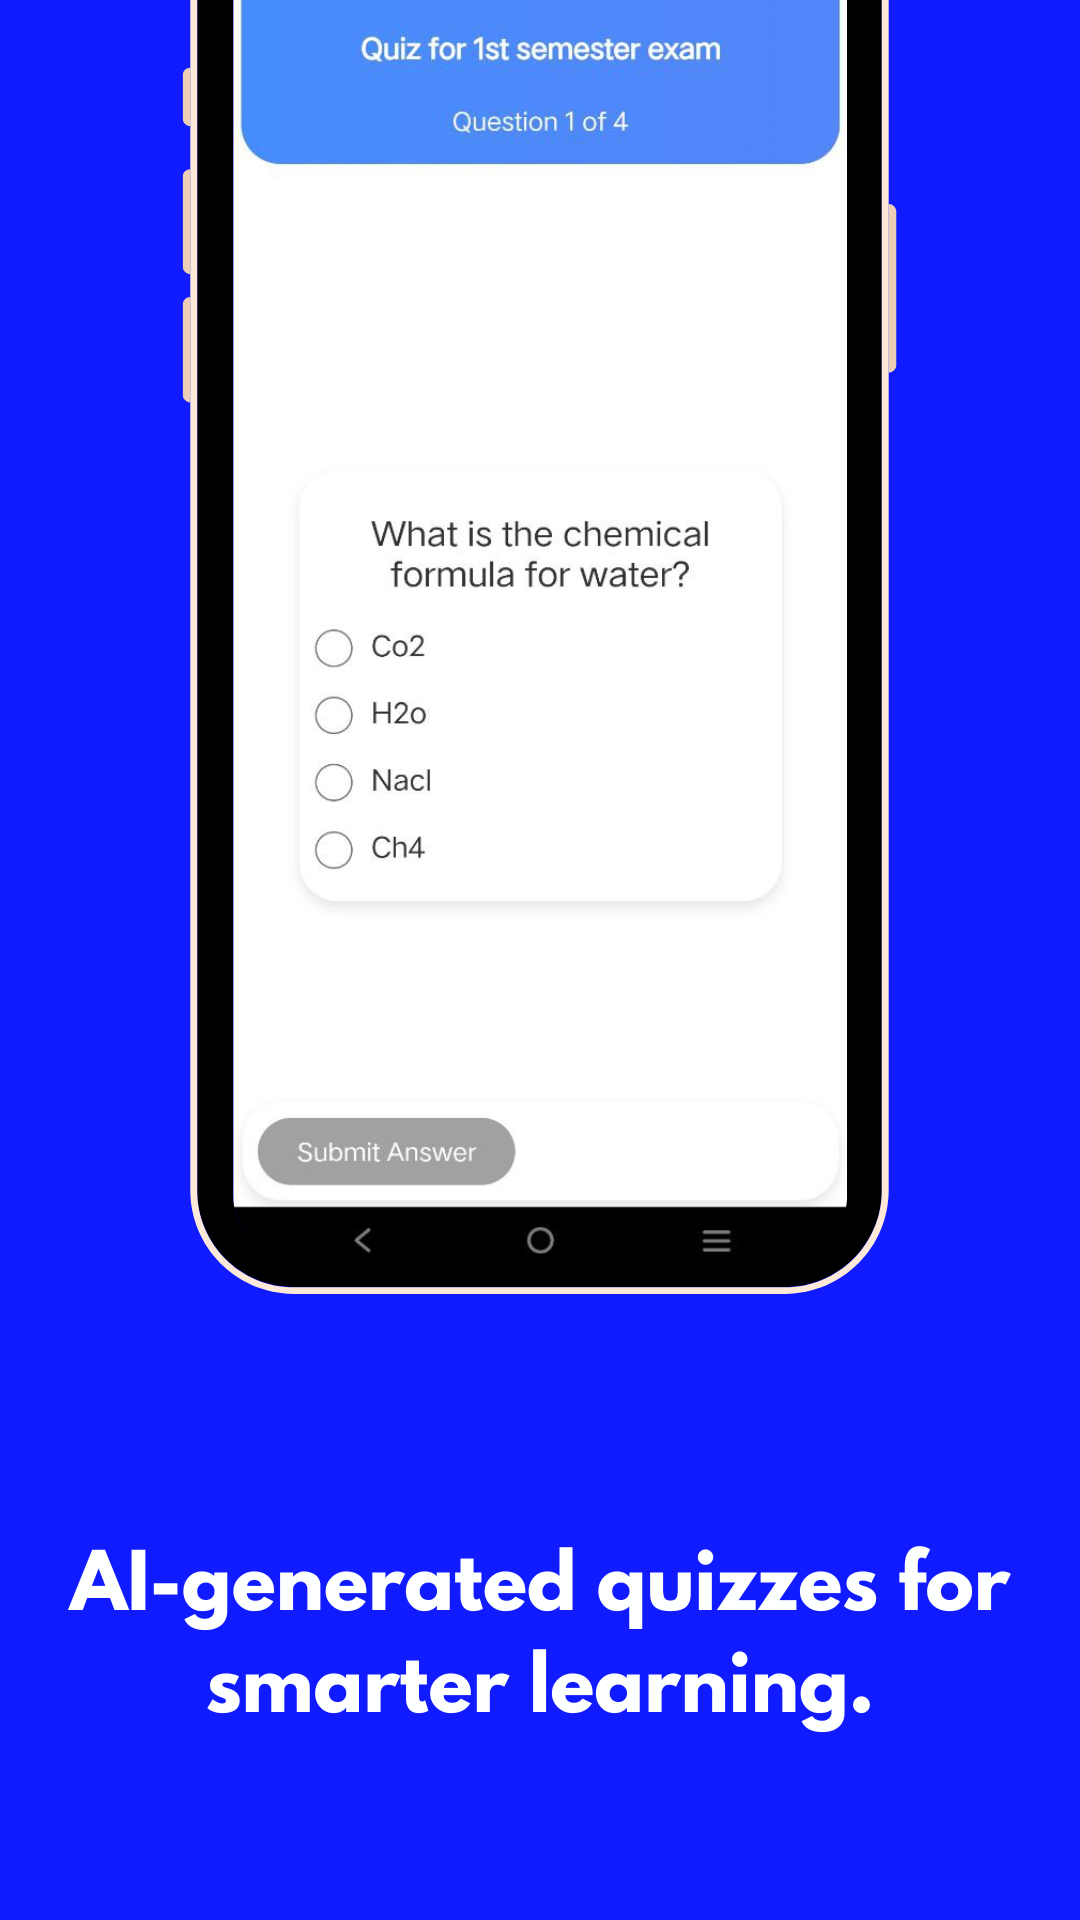 Quiz for 1st semester exam
Question 1 of 4
What is the chemical
formula for water?
Co2
H2o
Nacl
Ch4
Submit Answer
AI-generated quizzes for
smarter learning.